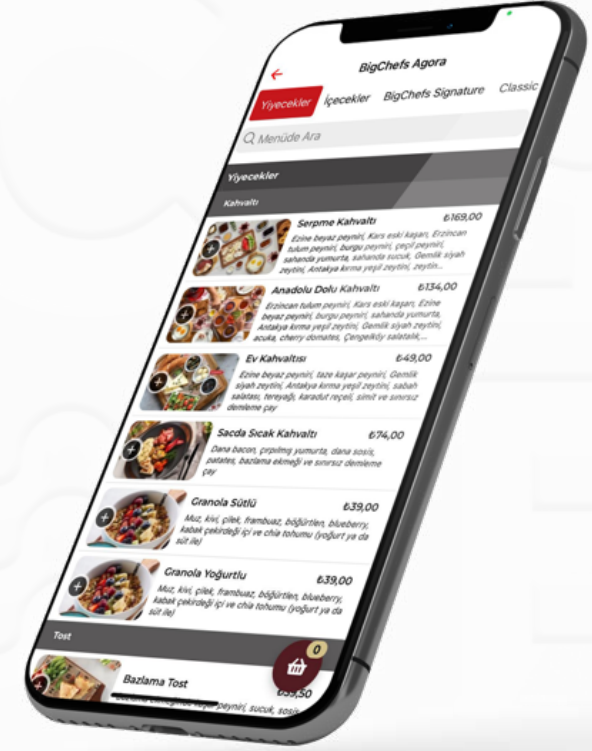 BigChefs Agora
Yiyecekler İçecekler BigChefs Signature Classic
Menüde Ara
Yiyecekler
Kahvaltı
Serpme Kahvaltı ₺169,00
Ezine beyaz peyniri, Kars eski kaşarı, Erzincan
tulum peyniri, burgu peyniri, çeçil peyniri,
sahanda yumurta, sahanda sucuk, Gemlik siyah
zeytini, Antakya kırma yeşil zeytini, zeytin...
Anadolu Dolu Kahvaltı ₺134,00
Erzincan tulum peyniri, Kars eski kaşarı, Ezine
beyaz peyniri, burgu peyniri, sahanda yumurta,
Antakya kırma yeşil zeytini, Gemlik siyah zeytini,
acuka, cherry domates, Çengelköy salatalık,...
Ev Kahvaltısı ₺49,00
Ezine beyaz peyniri, taze kaşar peyniri, Gemlik
siyah zeytini, Antakya kırma yeşil zeytini, sabah
salatası, tereyağı, karadut reçeli, simit ve sınırsız
demleme çay
Sacda Sıcak Kahvaltı ₺74,00
Dana bacon, çırpılmış yumurta, dana sosis,
patates, bazlama ekmeği ve sınırsız demleme
çay
Granola Sütlü ₺39,00
Muz, kivi, çilek, frambuaz, böğürtlen, blueberry,
kabak çekirdeği içi ve chia tohumu (yoğurt ya da
süt ile)
Granola Yoğurtlu ₺39,00
Muz, kivi, çilek, frambuaz, böğürtlen, blueberry,
kabak çekirdeği içi ve chia tohumu (yoğurt ya da
süt ile)
Tost
0
Bazlama Tost 39,50
peyniri, sucuk, sosis